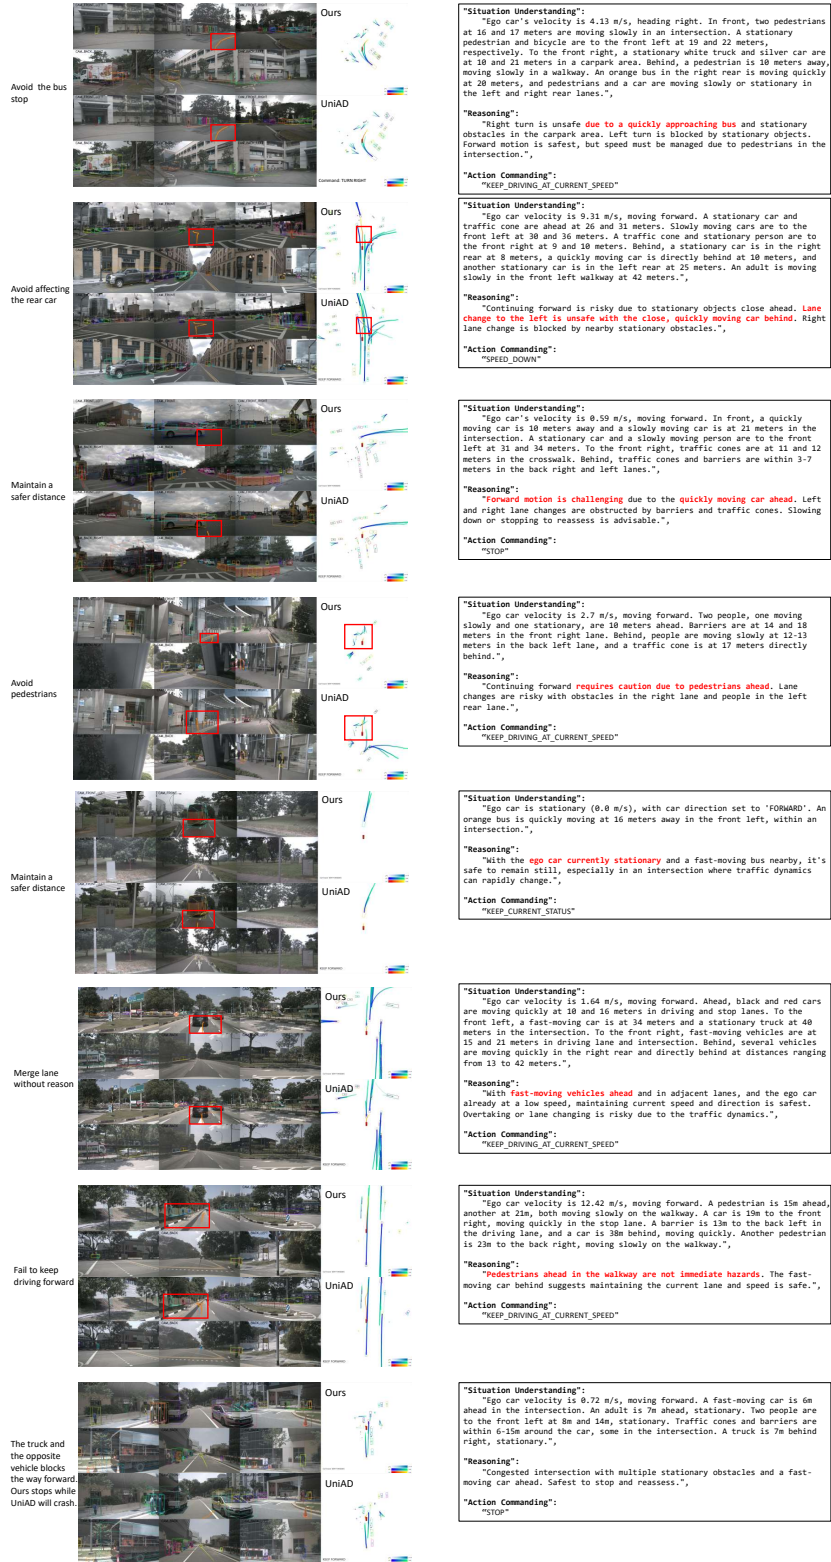 Avoid the bus
stop
CAM_BACK_RIGHT
Ours
UniAD
Command: TURN RIGHT
"Situation Understanding":
"Ego car's velocity is 4.13 m/s, heading right. In front, two pedestrians
at 16 and 17 meters are moving slowly in an intersection. A stationary
pedestrian and bicycle are to the front left at 19 and 22 meters,
respectively. To the front right, a stationary white truck and silver car are
at 10 and 21 meters in a carpark area. Behind, a pedestrian is 10 meters away,
moving slowly in a walkway. An orange bus in the right rear is moving quickly
at 20 meters, and pedestrians and a car are moving slowly or stationary in
the left and right rear lanes.",
"Reasoning":
"Right turn is unsafe due to a quickly approaching bus and stationary
obstacles in the carpark area. Left turn is blocked by stationary objects.
Forward motion is safest, but speed must be managed due to pedestrians in the
intersection.",
"Action Commanding":
"KEEP_DRIVING_AT_CURRENT_SPEED"
Avoid affecting
the rear car
Ours
UniAD
"Situation Understanding":
"Ego car velocity is 9.31 m/s, moving forward. A stationary car and
traffic cone are ahead at 26 and 31 meters. Slowly moving cars are to the
front left at 30 and 36 meters. A traffic cone and stationary person are to
the front right at 9 and 10 meters. Behind, a stationary car is in the right
rear at 8 meters, a quickly moving car is directly behind at 10 meters, and
another stationary car is in the left rear at 25 meters. An adult is moving
slowly in the front left walkway at 42 meters.",
"Reasoning":
"Continuing forward is risky due to stationary objects close ahead. Lane
change to the left is unsafe with the close, quickly moving car behind. Right
lane change is blocked by nearby stationary obstacles.",
"Action Commanding":
"SPEED_DOWN"
Maintain a
safer distance
Ours
UniAD
"Situation Understanding":
"Ego car's velocity is 0.59 m/s, moving forward. In front, a quickly
moving car is 10 meters away and a slowly moving car is at 21 meters in the
intersection. A stationary car and a slowly moving person are to the front
left at 31 and 34 meters. To the front right, traffic cones are at 11 and 12
meters in the crosswalk. Behind, traffic cones and barriers are within 3-7
meters in the back right and left lanes.",
"Reasoning":
"Forward motion is challenging due to the quickly moving car ahead. Left
and right lane changes are obstructed by barriers and traffic cones. Slowing
down or stopping to reassess is advisable.",
"Action Commanding":
"STOP"
Avoid
pedestrians
Ours
UniAD
"Situation Understanding":
"Ego car velocity is 2.7 m/s, moving forward. Two people, one moving
slowly and one stationary, are 10 meters ahead. Barriers are at 14 and 18
meters in the front right lane. Behind, people are moving slowly at 12-13
meters in the back left lane, and a traffic cone is at 17 meters directly
behind.",
"Reasoning":
"Continuing forward requires caution due to pedestrians ahead. Lane
changes are risky with obstacles in the right lane and people in the left
rear lane.",
"Action Commanding":
"KEEP_DRIVING_AT_CURRENT_SPEED"
Maintain a
safer distance
Ours
UniAD
"Situation Understanding":
"Ego car is stationary (0.0 m/s), with car direction set to 'FORWARD'. An
orange bus is quickly moving at 16 meters away in the front left, within an
intersection.",
"Reasoning":
"With the ego car currently stationary and a fast-moving bus nearby, it's
safe to remain still, especially in an intersection where traffic dynamics
can rapidly change.",
"Action Commanding":
"KEEP_CURRENT_STATUS"
Merge lane
without reason
Ours
UniAD
"Situation Understanding":
"Ego car velocity is 1.64 m/s, moving forward. Ahead, black and red cars
are moving quickly at 10 and 16 meters in driving and stop lanes. To the
front left, a fast-moving car is at 34 meters and a stationary truck at 40
meters in the intersection. To the front right, fast-moving vehicles are at
15 and 21 meters in driving lane and intersection. Behind, several vehicles
are moving quickly in the right rear and directly behind at distances ranging
from 13 to 42 meters.",
"Reasoning":
"With fast-moving vehicles ahead and in adjacent lanes, and the ego car
already at a low speed, maintaining current speed and direction is safest.
Overtaking or lane changing is risky due to the traffic dynamics.",
"Action Commanding":
"KEEP_DRIVING_AT_CURRENT_SPEED"
Fail to keep
driving forward
Ours
UniAD
"Situation Understanding":
"Ego car velocity is 12.42 m/s, moving forward. A pedestrian is 15m ahead,
another at 21m, both moving slowly on the walkway. A car is 19m to the front
right, moving quickly in the stop lane. A barrier is 13m to the back left in
the driving lane, and a car is 38m behind, moving quickly. Another pedestrian
is 23m to the back right, moving slowly on the walkway.",
"Reasoning":
"Pedestrians ahead in the walkway are not immediate hazards. The fast-
moving car behind suggests maintaining the current lane and speed is safe.",
"Action Commanding":
"KEEP_DRIVING_AT_CURRENT_SPEED"
The truck and
the opposite
vehicle blocks
the way forward.
Ours stops while
UniAD will crash.
Ours
UniAD
"Situation Understanding":
"Ego car velocity is 0.72 m/s, moving forward. A fast-moving car is 6m
ahead in the intersection. An adult is 7m ahead, stationary. Two people are
to the front left at 8m and 14m, stationary. Traffic cones and barriers are
within 6-15m around the car, some in the intersection. A truck is 7m behind
right, stationary.",
"Reasoning":
"Congested intersection with multiple stationary obstacles and a fast-
moving car ahead. Safest to stop and reassess.",
"Action Commanding":
"STOP"